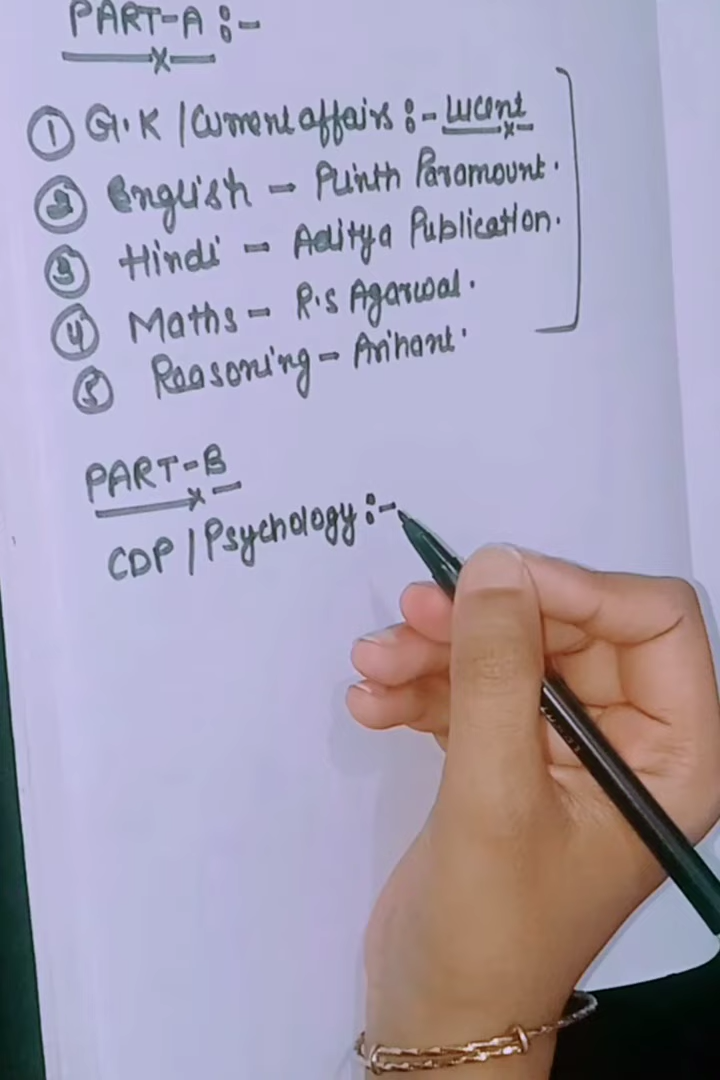 PART-A :-
① G.K / Current affairs :- Lucent
② English - Plinth Paramount.
③ Hindi - Aditya Publication.
④ Maths - R.S Agarwal.
⑤ Reasoning - Arihant.
PART-B
CDP / Psychology :-